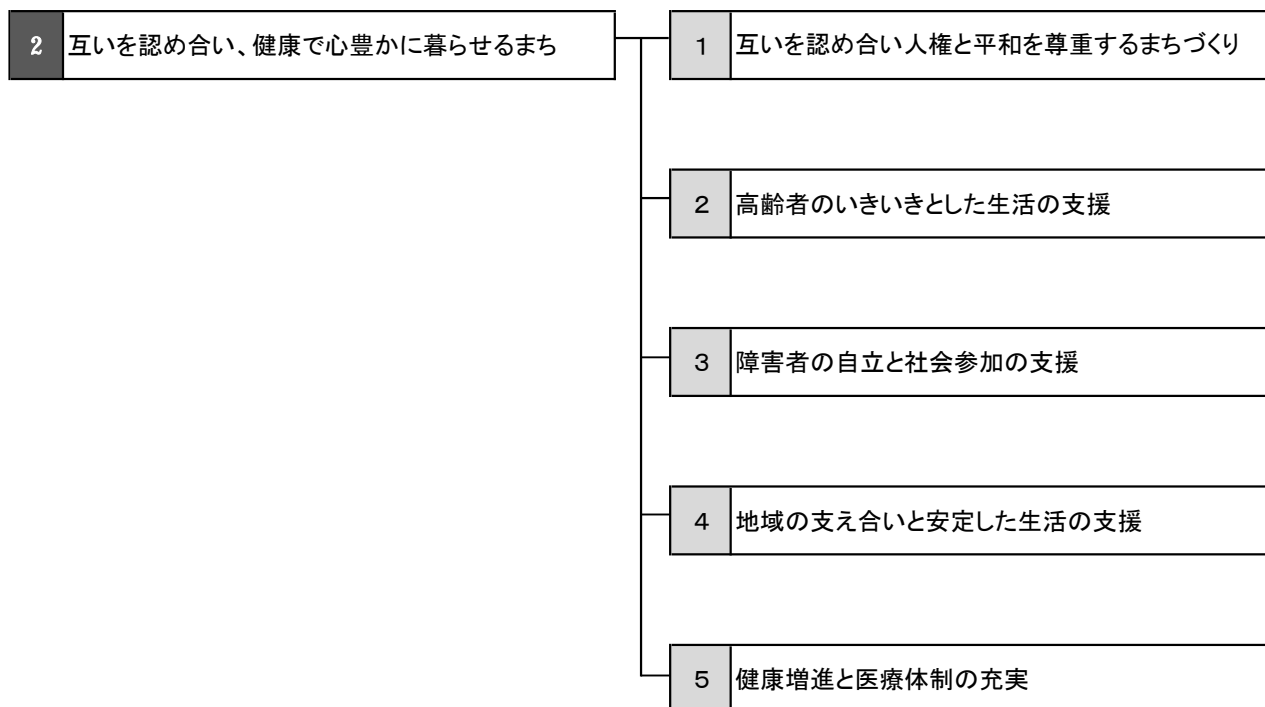 2 互いを認め合い、健康で心豊かに暮らせるまち
1 互いを認め合い人権と平和を尊重するまちづくり
2 高齢者のいきいきとした生活の支援
3 障害者の自立と社会参加の支援
4 地域の支え合いと安定した生活の支援
5 健康増進と医療体制の充実